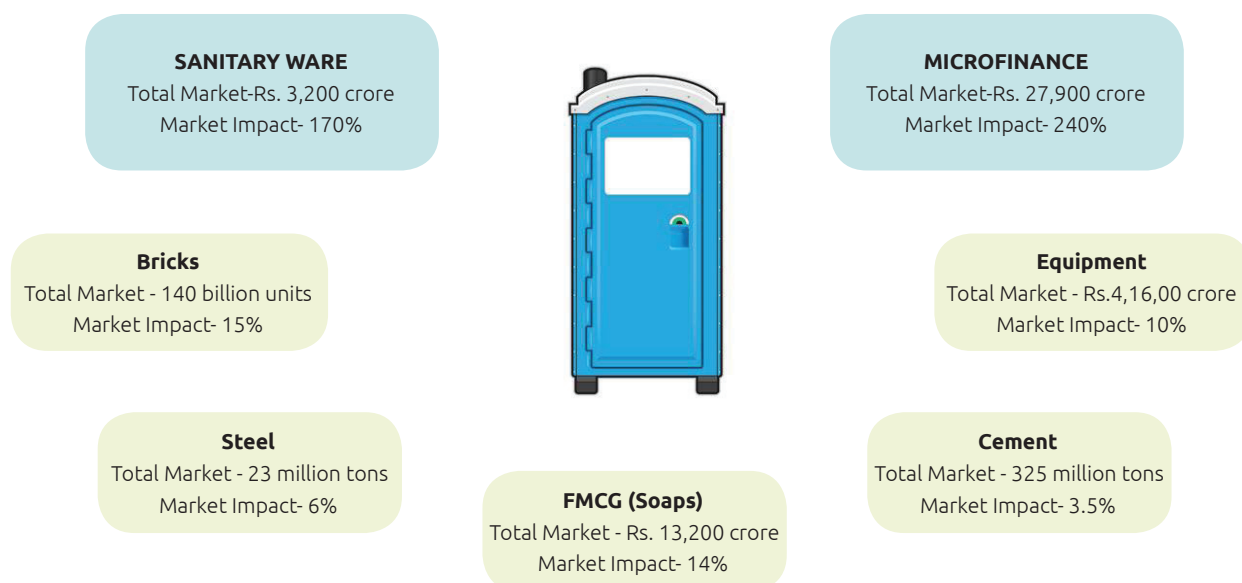 SANITARY WARE
Total Market-Rs. 3,200 crore
Market Impact- 170%
MICROFINANCE
Total Market-Rs. 27,900 crore
Market Impact- 240%
Bricks
Total Market - 140 billion units
Market Impact- 15%
Equipment
Total Market - Rs.4,16,00 crore
Market Impact- 10%
Steel
Total Market - 23 million tons
Market Impact- 6%
Cement
Total Market - 325 million tons
Market Impact- 3.5%
FMCG (Soaps)
Total Market - Rs. 13,200 crore
Market Impact- 14%